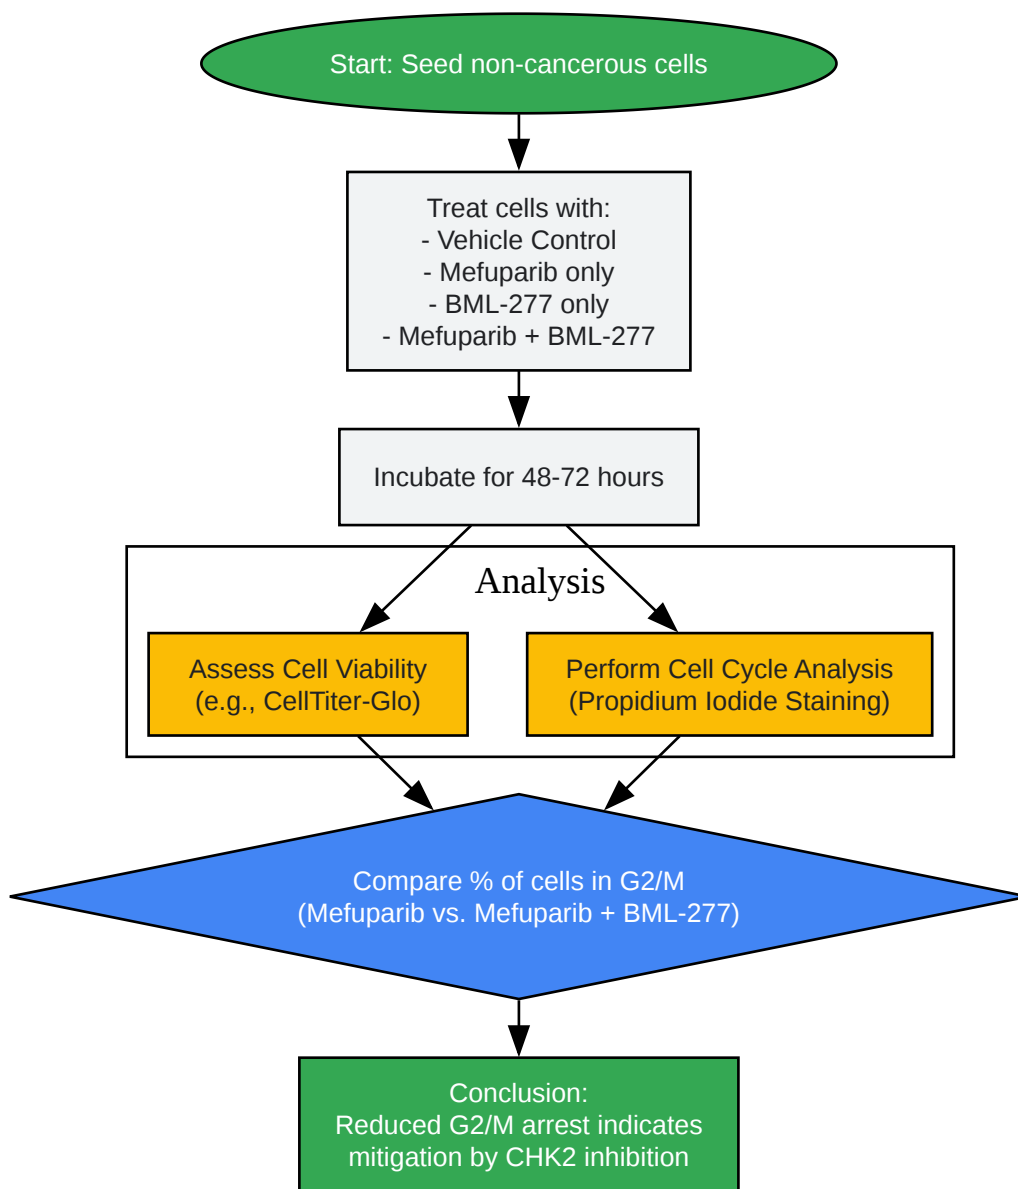 Start: Seed non-cancerous cells
Treat cells with:
- Vehicle Control
- Mefuparib only
- BML-277 only
- Mefuparib + BML-277
Incubate for 48-72 hours
Analysis
Assess Cell Viability
(e.g., CellTiter-Glo)
Perform Cell Cycle Analysis
(Propidium Iodide Staining)
Compare % of cells in G2/M
(Mefuparib vs. Mefuparib + BML-277)
Conclusion:
Reduced G2/M arrest indicates
mitigation by CHK2 inhibition